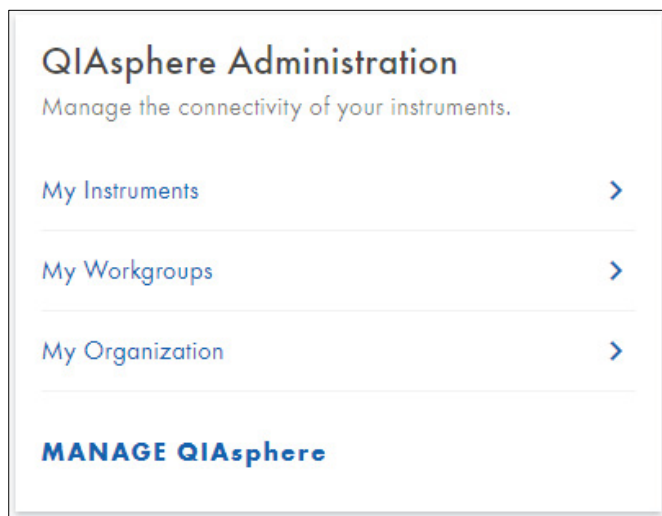 QIAsphere Administration
Manage the connectivity of your instruments.
My Instruments
My Workgroups
My Organization
MANAGE QIAsphere